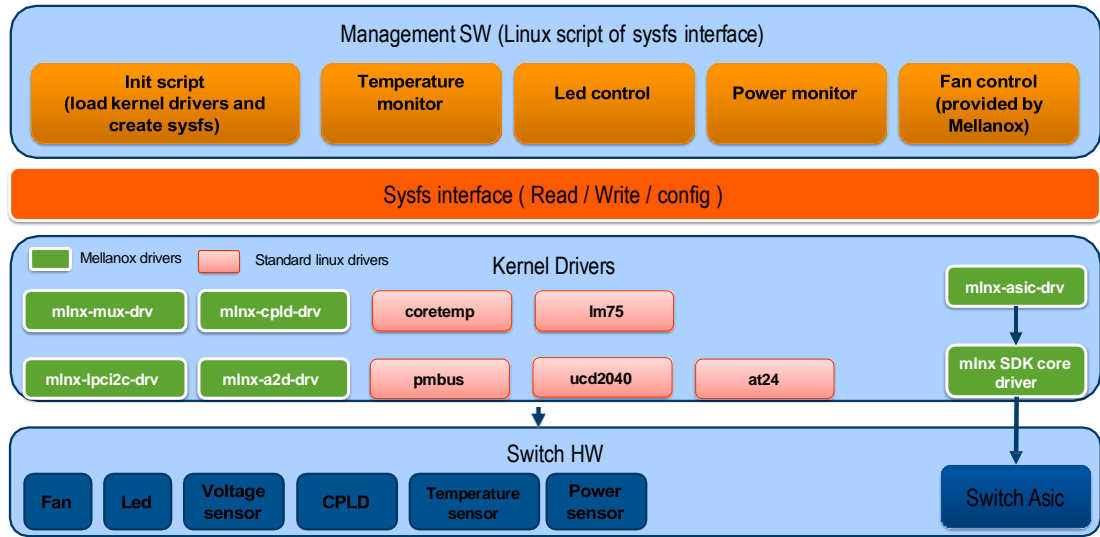 Management SW (Linux script of sysfs interface)
Init script
(load kernel drivers and
create sysfs)
Temperature
monitor
Led control
Power monitor
Fan control
(provided by
Mellanox)
Sysfs interface ( Read / Write / config )
Mellanox drivers
Standard linux drivers
Kernel Drivers
mlnx-mux-drv
mlnx-cpld-drv
coretemp
lm75
mlnx-asic-drv
mlnx-lpci2c-drv
mlnx-a2d-drv
pmbus
ucd2040
at24
mlnx SDK core
driver
Switch HW
Fan
Led
Voltage
sensor
CPLD
Temperature
sensor
Power
sensor
Switch Asic